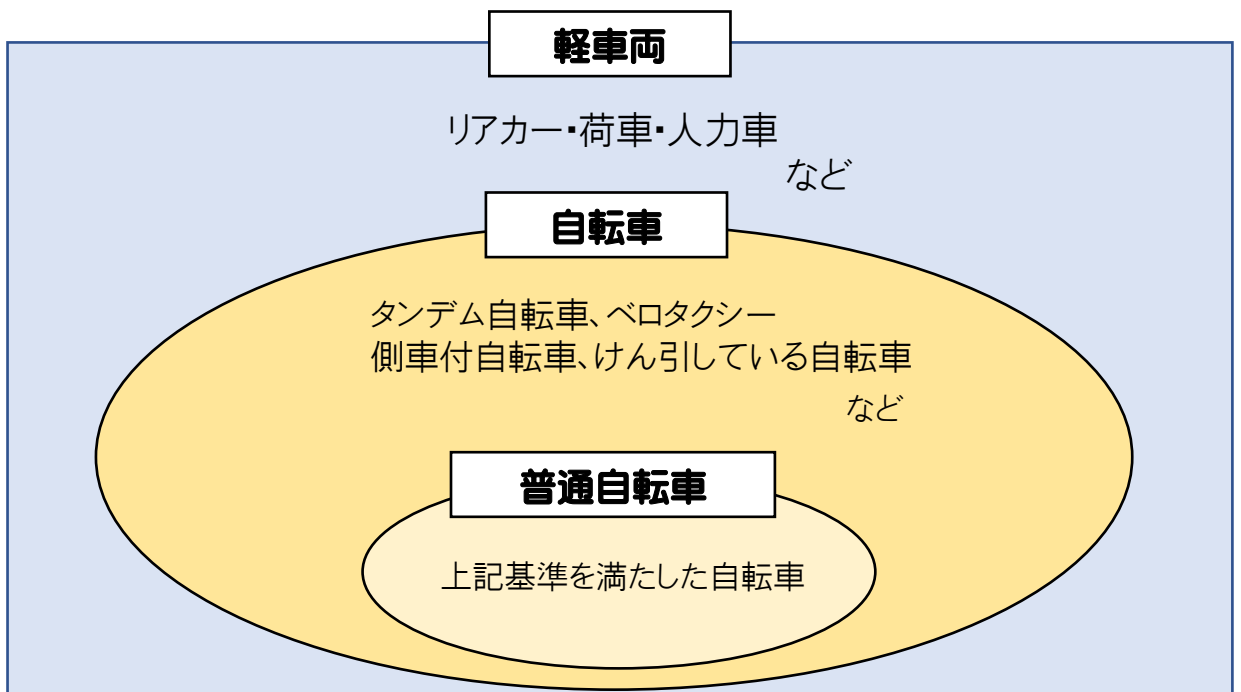 軽車両
リアカー・荷車・人力車
など
自転車
タンデム自転車、ベロタクシー
側車付自転車、けん引している自転車
など
普通自転車
上記基準を満たした自転車